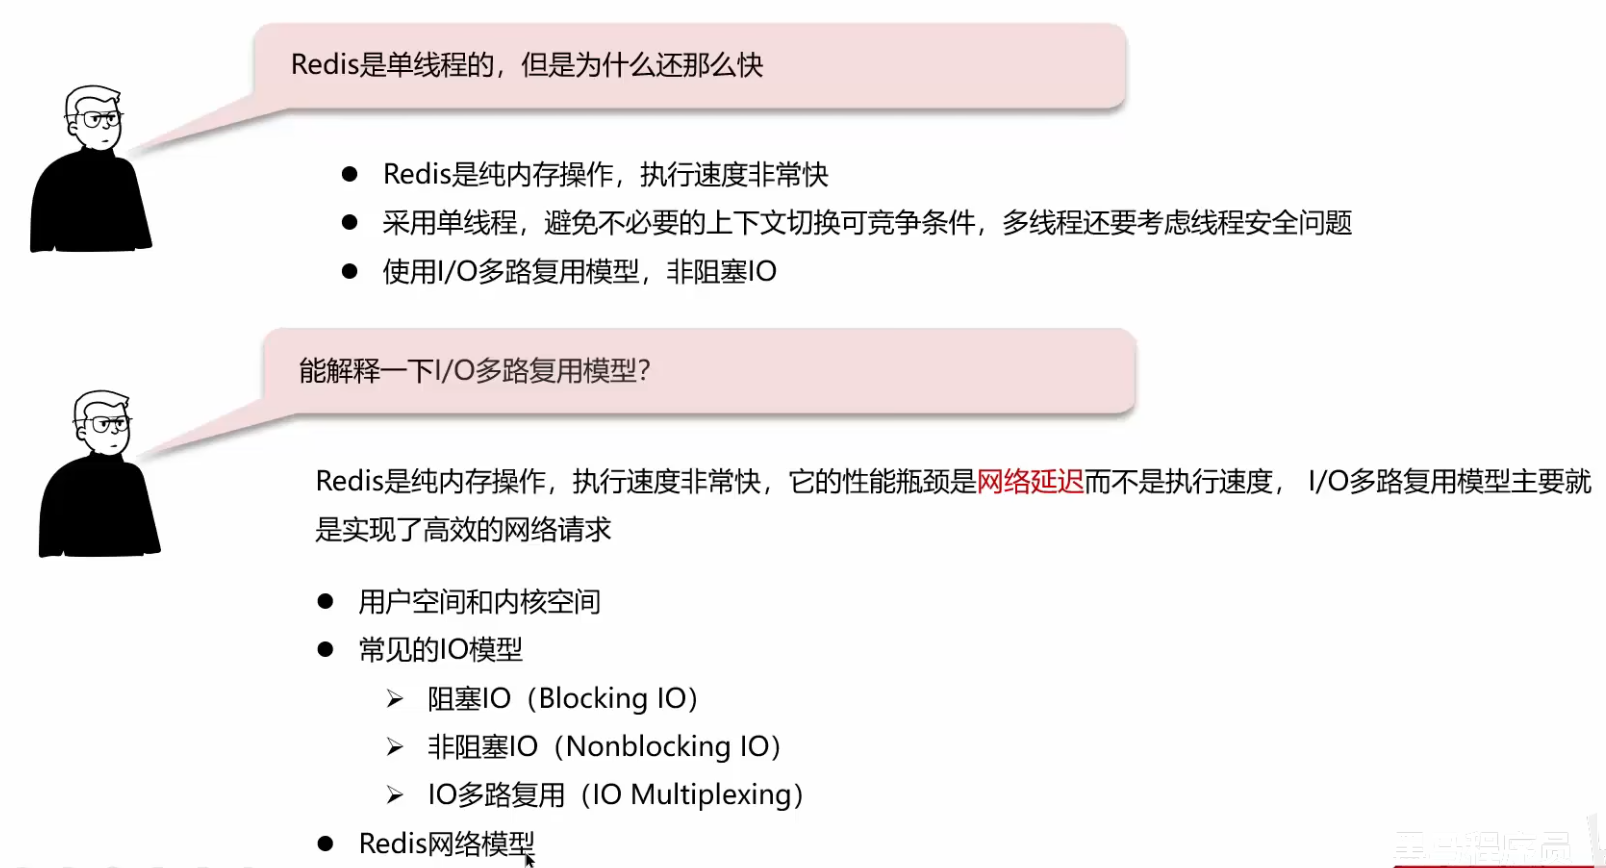 Redis是单线程的，但是为什么还那么快
● Redis是纯内存操作，执行速度非常快
● 采用单线程，避免不必要的上下文切换可竞争条件，多线程还要考虑线程安全问题
● 使用I/O多路复用模型，非阻塞IO
能解释一下I/O多路复用模型？
Redis是纯内存操作，执行速度非常快，它的性能瓶颈是网络延迟而不是执行速度， I/O多路复用模型主要就
是实现了高效的网络请求
● 用户空间和内核空间
● 常见的IO模型
➢ 阻塞IO（Blocking IO）
➢ 非阻塞IO（Nonblocking IO）
➢ IO多路复用（IO Multiplexing）
● Redis网络模型